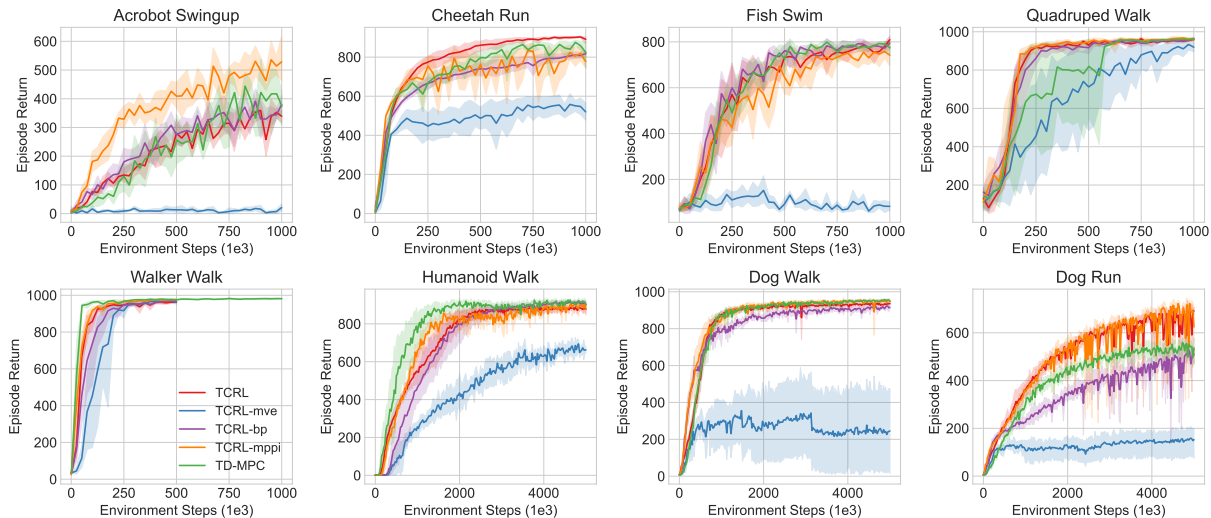 Acrobot Swingup
Cheetah Run
Fish Swim
Quadruped Walk
600
500
400
300
200
100
0
Episode Return
0 250 500 750 1000
Environment Steps (1e3)
800
600
400
200
0
Episode Return
0 250 500 750 1000
Environment Steps (1e3)
800
600
400
200
Episode Return
0 250 500 750 1000
Environment Steps (1e3)
1000
800
600
400
200
Episode Return
0 250 500 750 1000
Environment Steps (1e3)
Walker Walk
Humanoid Walk
Dog Walk
Dog Run
1000
800
600
400
200
0
Episode Return
TCRL
TCRL-mve
TCRL-bp
TCRL-mppi
TD-MPC
0 250 500 750 1000
Environment Steps (1e3)
800
600
400
200
0
Episode Return
0 2000 4000
Environment Steps (1e3)
1000
800
600
400
200
0
Episode Return
0 2000 4000
Environment Steps (1e3)
600
400
200
0
Episode Return
0 2000 4000
Environment Steps (1e3)